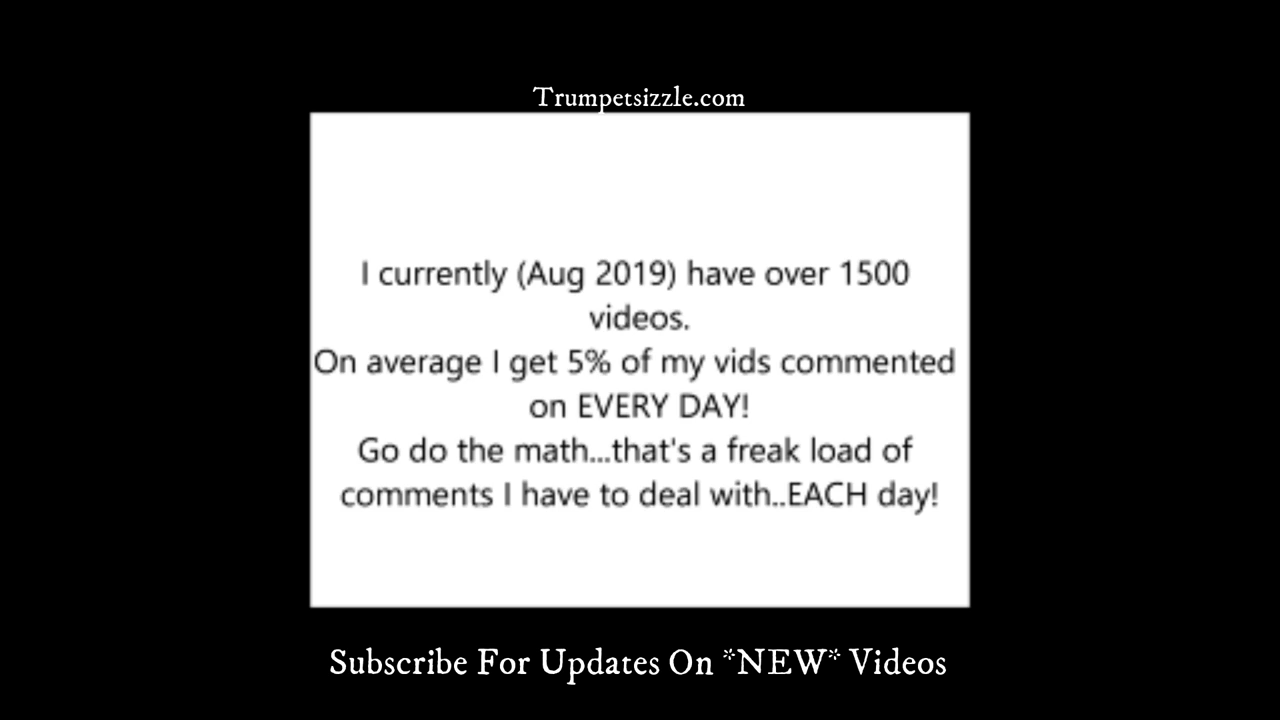 Trumpetsizzle.com
I currently (Aug 2019) have over 1500
videos.
On average I get 5% of my vids commented
on EVERY DAY!
Go do the math...that's a freak load of
comments I have to deal with..EACH day!
Subscribe For Updates On *NEW* Videos